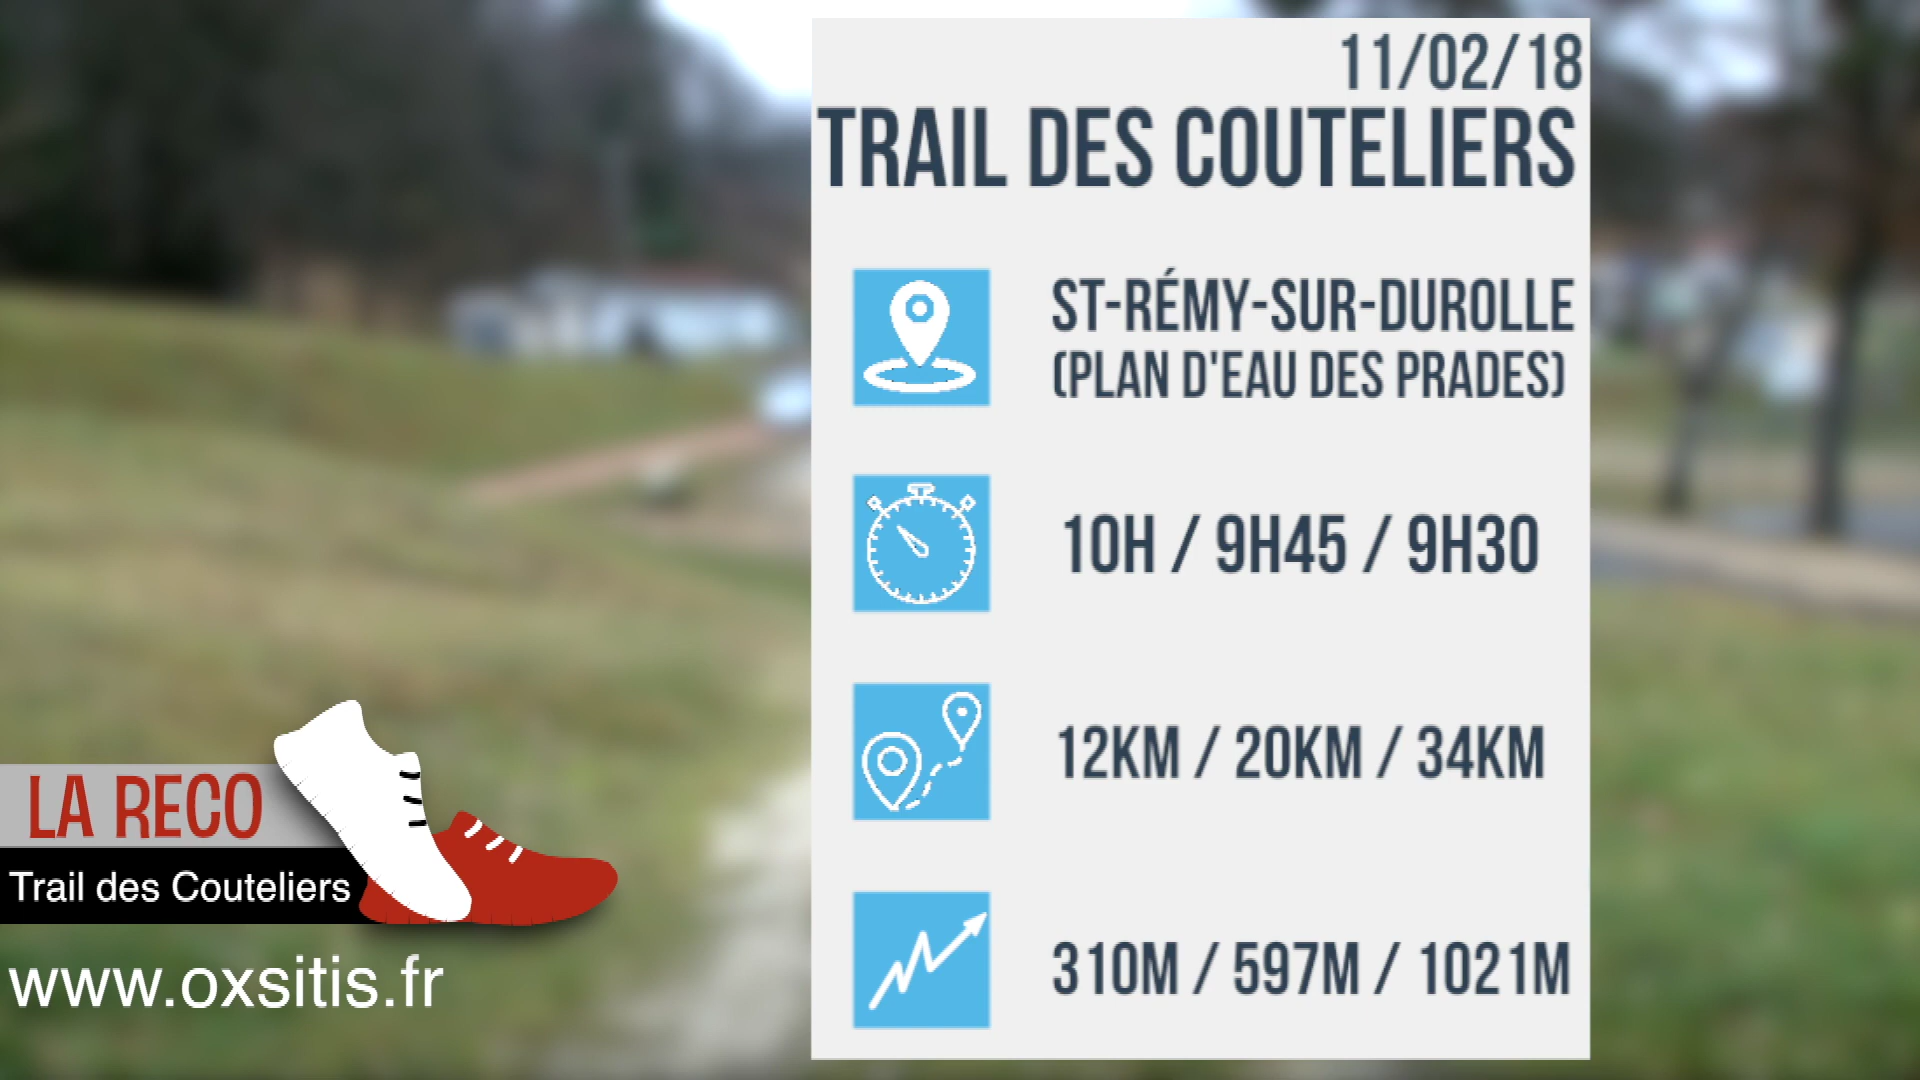 11/02/18
TRAIL DES COUTELIERS
ST-RÉMY-SUR-DUROLLE
(PLAN D'EAU DES PRADES)
10H / 9H45 / 9H30
12KM / 20KM / 34KM
310M / 597M / 1021M
LA RECO
Trail des Couteliers
www.oxsitis.fr